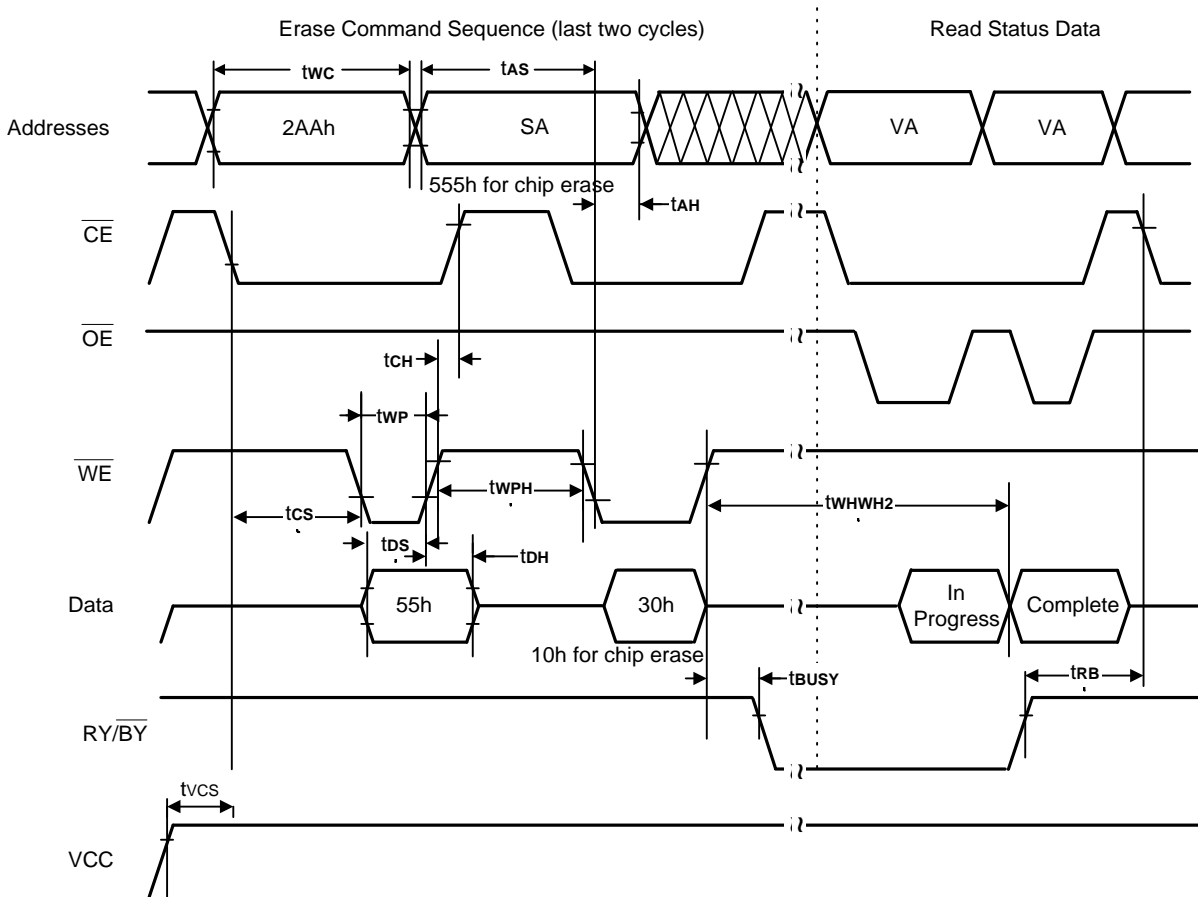 Erase Command Sequence (last two cycles)
Read Status Data
tWC
tAS
Addresses
2AAh
SA
VA
VA
555h for chip erase
tAH
CE
OE
tCH
tWP
WE
tWPH
tCS
tWHWH2
tDS
tDH
Data
55h
30h
In
Progress
Complete
10h for chip erase
tBUSY
tRB
RY/BY
tVCS
VCC